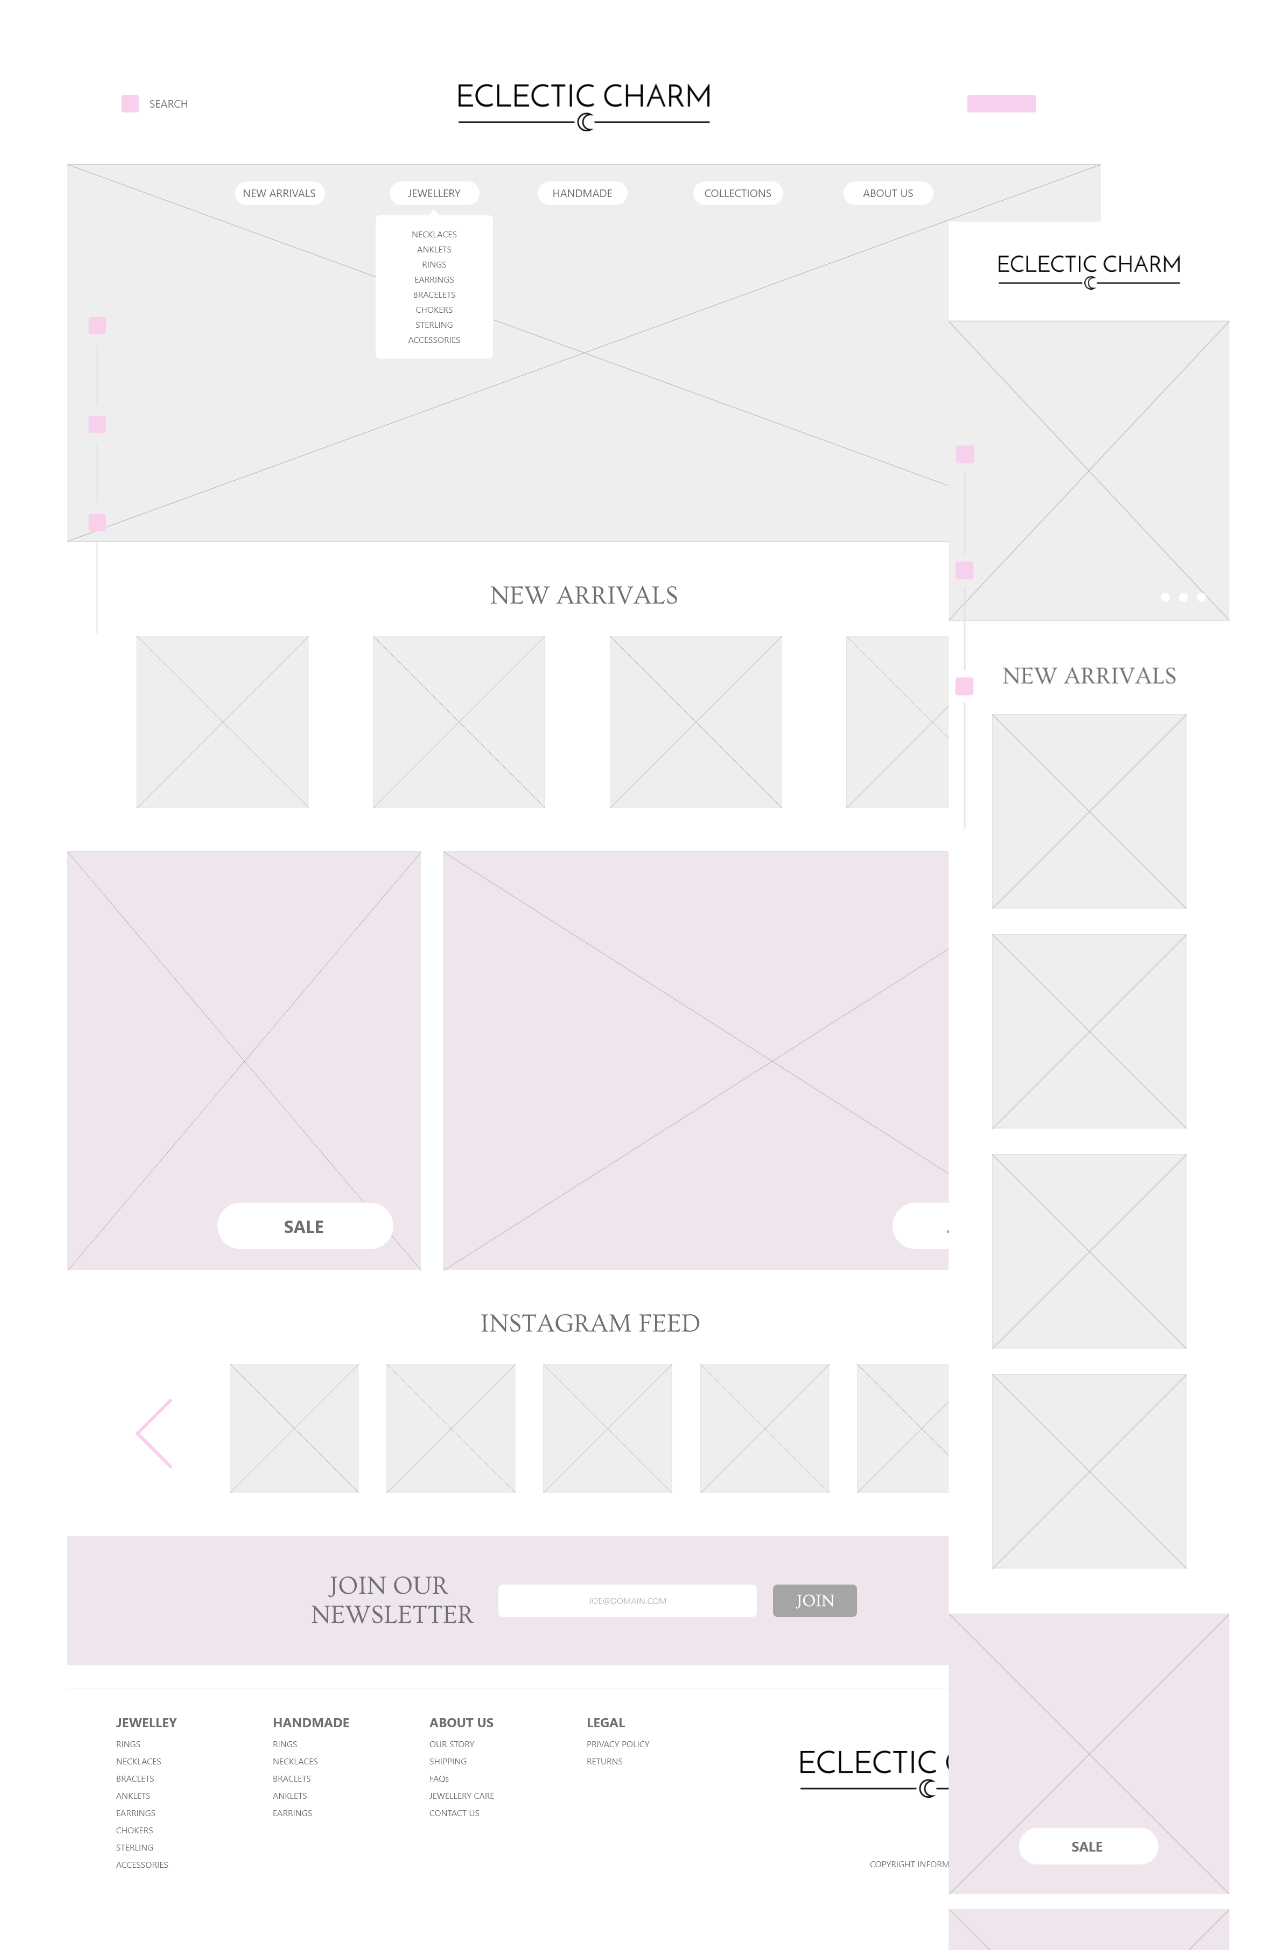 SEARCH
ECLECTIC CHARM
NEW ARRIVALS
JEWELLERY
HANDMADE
COLLECTIONS
ABOUT US
NECKLACES
ANKLETS
RINGS
EARRINGS
BRACELETS
CHOKERS
STERLING
ACCESSORIES
NEW ARRIVALS
SALE
INSTAGRAM FEED
JOIN OUR
NEWSLETTER
JOE@DOMAIN.COM
JOIN
JEWELLEY
RINGS
NECKLACES
BRACLETS
ANKLETS
EARRINGS
CHOKERS
STERLING
ACCESSORIES
HANDMADE
RINGS
NECKLACES
BRACLETS
ANKLETS
EARRINGS
ABOUT US
OUR STORY
SHIPPING
FAQs
JEWELLERY CARE
CONTACT US
LEGAL
PRIVACY POLICY
RETURNS
ECLECTIC
COPYRIGHT INFORM
ECLECTIC CHARM
NEW ARRIVALS
SALE